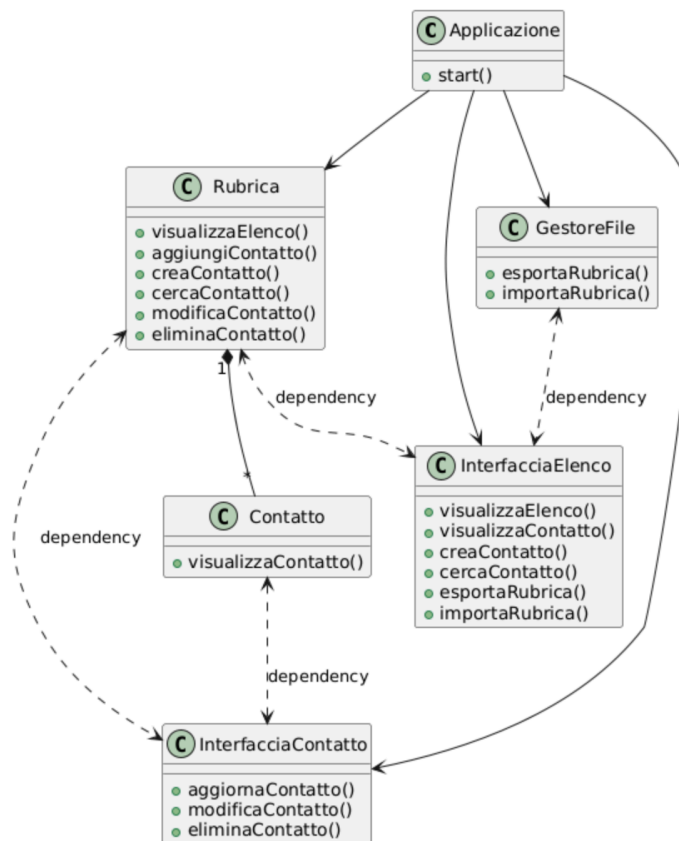 C Applicazione
start()
C Rubrica
visualizzaElenco()
aggiungiContatto()
creaContatto()
cercaContatto()
modificaContatto()
eliminaContatto()
C GestoreFile
esportaRubrica()
importaRubrica()
1
dependency
dependency
*
C InterfacciaElenco
visualizzaElenco()
visualizzaContatto()
creaContatto()
cercaContatto()
esportaRubrica()
importaRubrica()
C Contatto
visualizzaContatto()
dependency
dependency
C InterfacciaContatto
aggiornaContatto()
modificaContatto()
eliminaContatto()